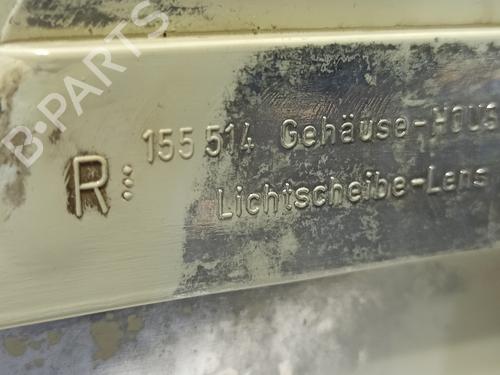 B-PARTS
R: 155 514 Gehäuse-HOUS
Lichtscheibe-Lens